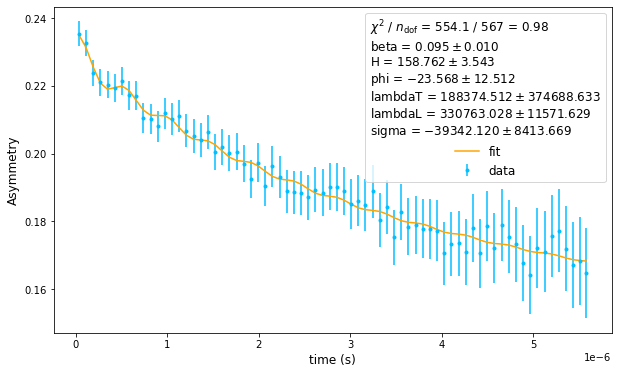 0.24
0.22
0.20
0.18
0.16
Asymmetry
χ² / n_dof = 554.1 / 567 = 0.98
beta = 0.095 ± 0.010
H = 158.762 ± 3.543
phi = −23.568 ± 12.512
lambdaT = 188374.512 ± 374688.633
lambdaL = 330763.028 ± 11571.629
sigma = −39342.120 ± 8413.669
fit
data
0 1 2 3 4 5
1e−6
time (s)